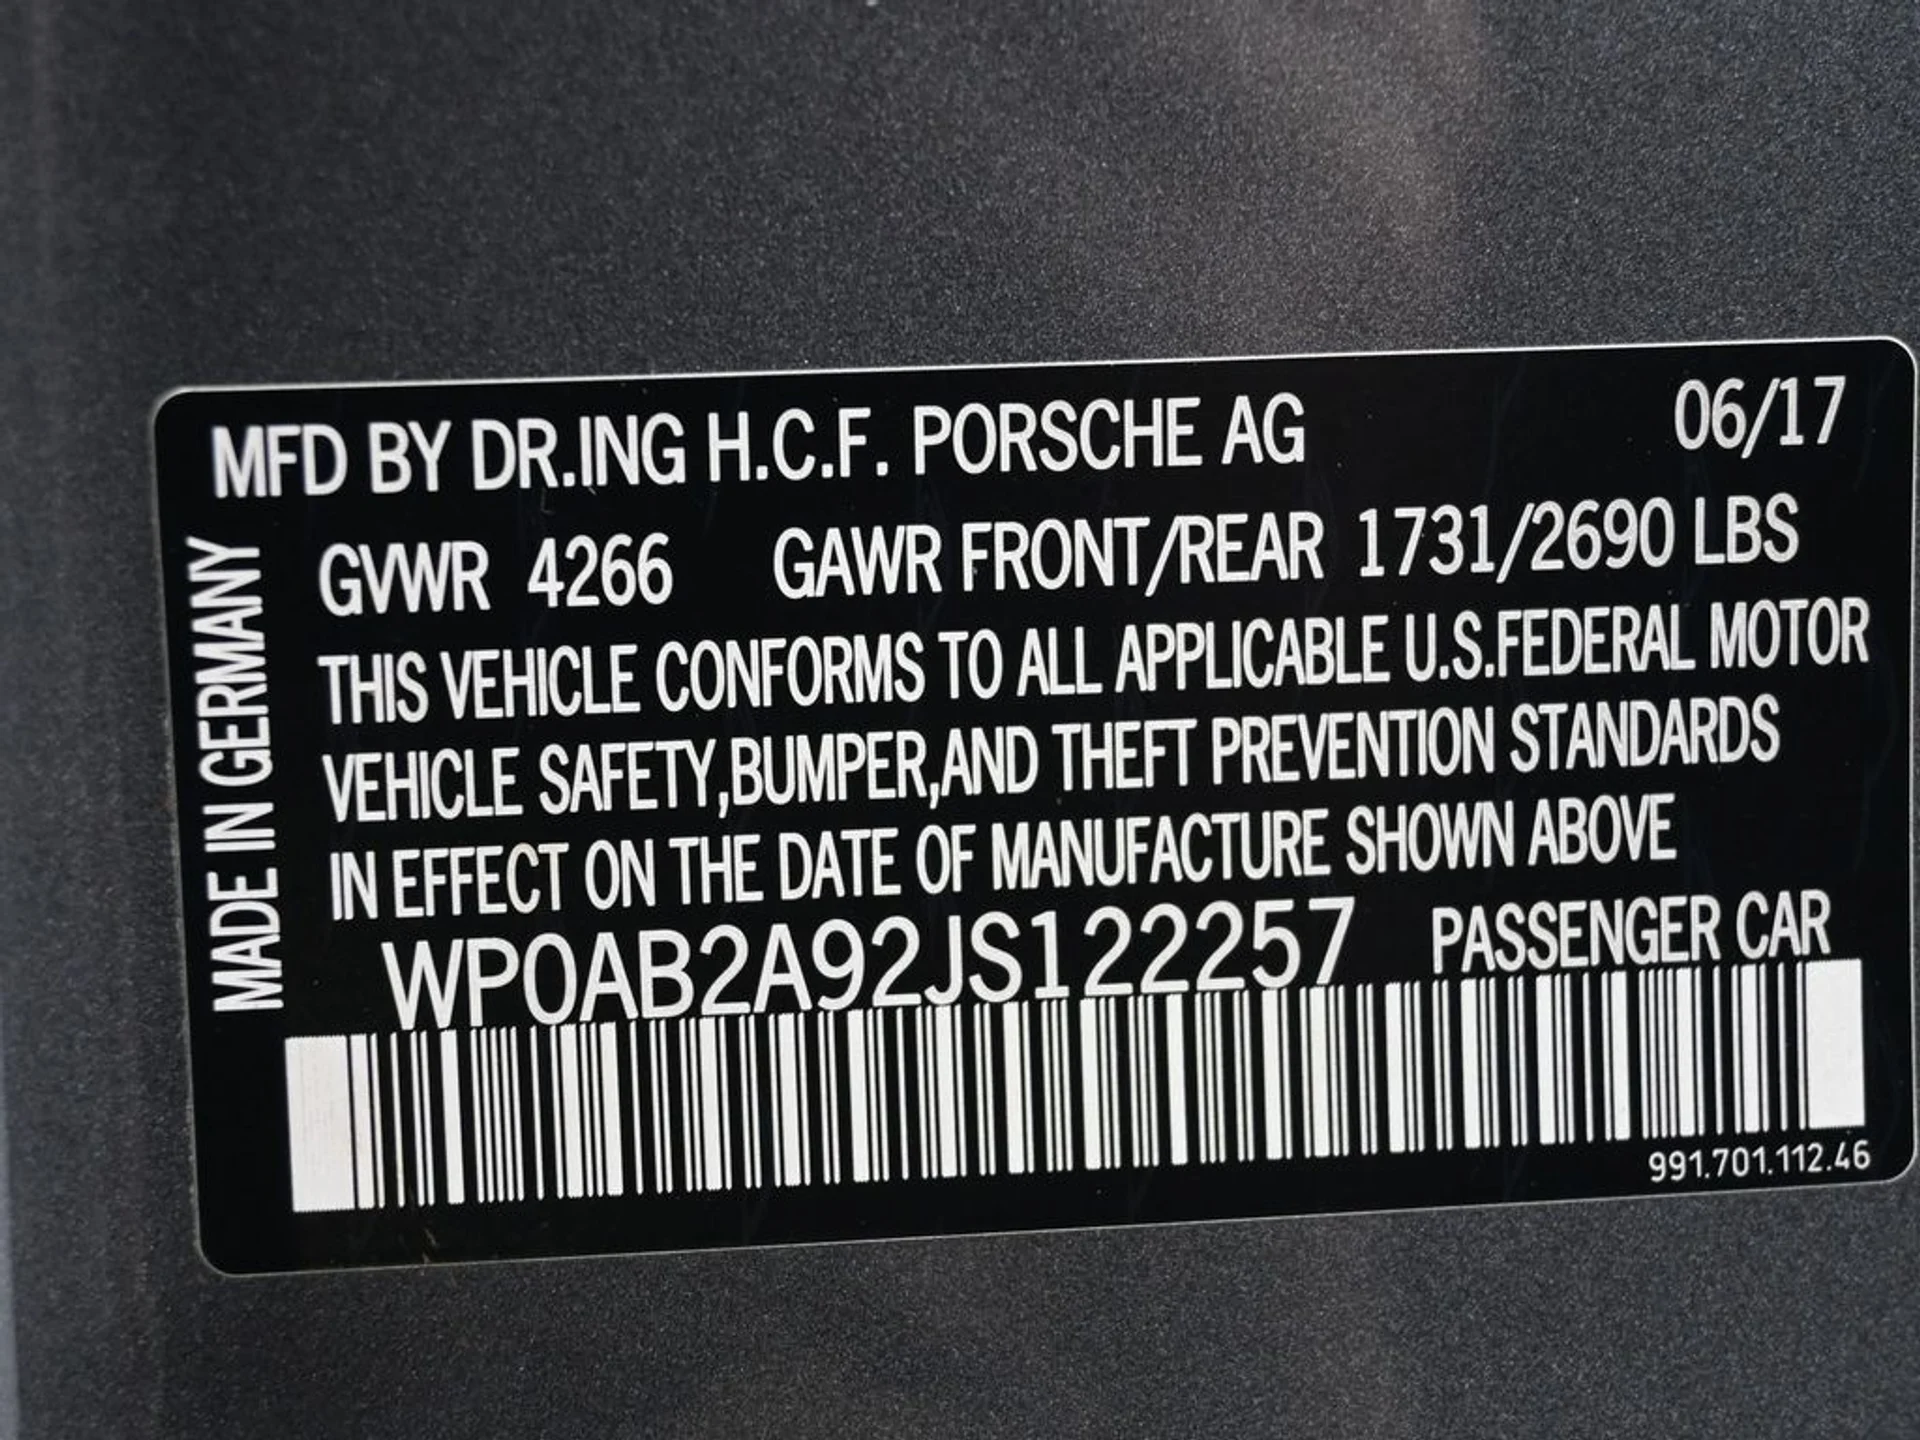 MFD BY DR.ING H.C.F. PORSCHE AG 06/17
GVWR 4266 GAWR FRONT/REAR 1731/2690 LBS
THIS VEHICLE CONFORMS TO ALL APPLICABLE U.S.FEDERAL MOTOR
VEHICLE SAFETY,BUMPER,AND THEFT PREVENTION STANDARDS
IN EFFECT ON THE DATE OF MANUFACTURE SHOWN ABOVE
WP0AB2A92JS122257 PASSENGER CAR
991.701.112.46
MADE IN GERMANY